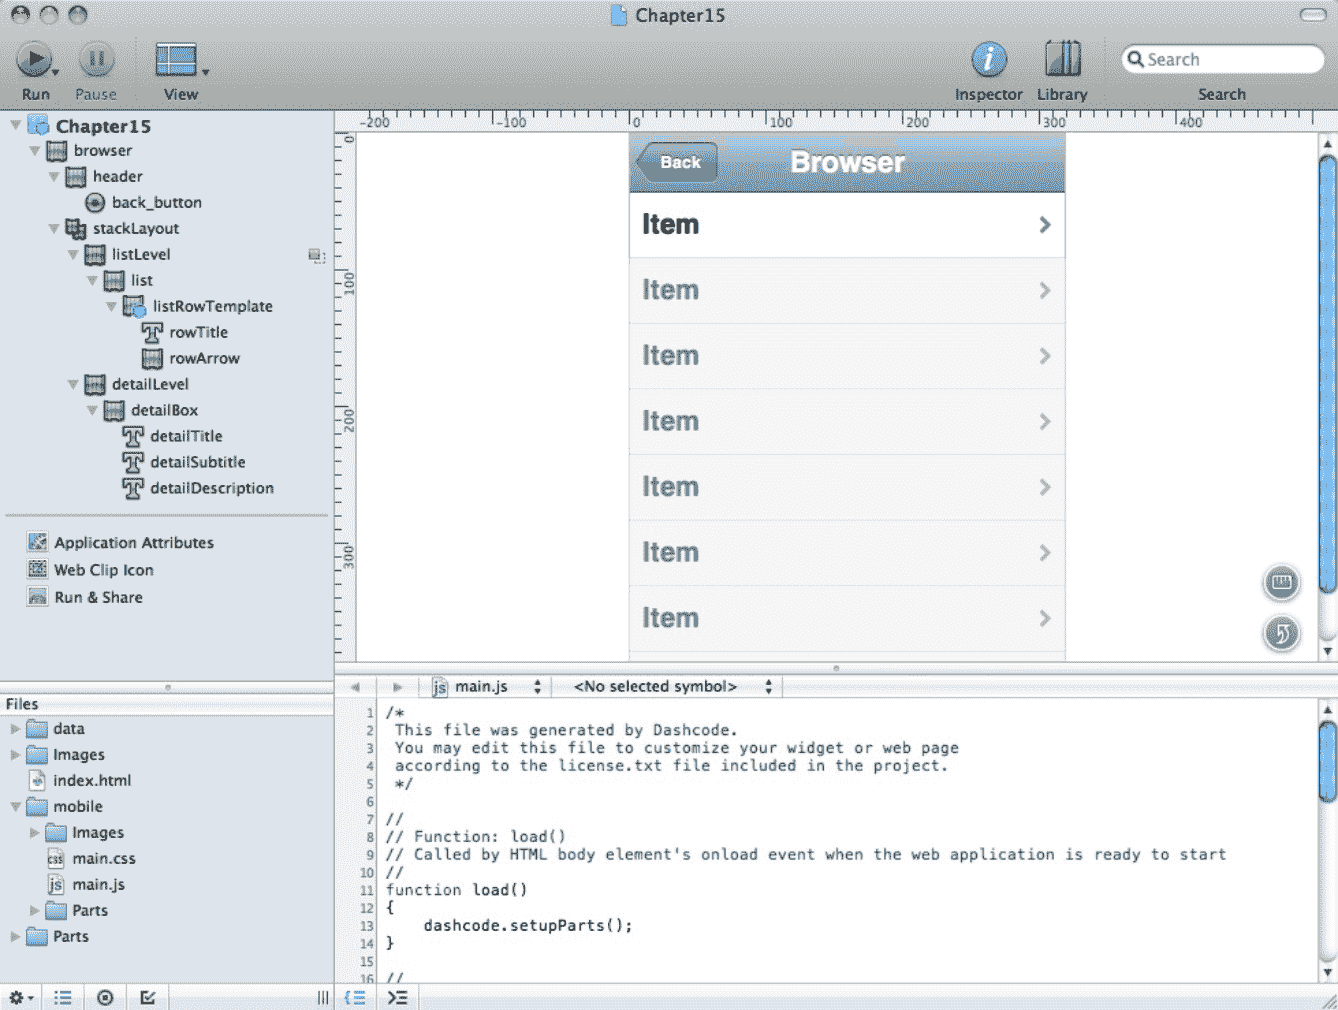 Chapter15
Run
Pause
View
Inspector
Library
Search
Search
Chapter15
browser
header
back_button
stackLayout
listLevel
list
listRowTemplate
rowTitle
rowArrow
detailLevel
detailBox
detailTitle
detailSubtitle
detailDescription
Application Attributes
Web Clip Icon
Run & Share
Files
data
Images
index.html
mobile
Images
main.css
main.js
Parts
Parts
-200 -100 0 100 200 300 400
0
100
200
300
Back
Browser
Item
Item
Item
Item
Item
Item
Item
js main.js
<No selected symbol>
1 /*
2 This file was generated by Dashcode.
3 You may edit this file to customize your widget or web page
4 according to the license.txt file included in the project.
5 */
6
7 //
8 // Function: load()
9 // Called by HTML body element's onload event when the web application is ready to start
10 //
11 function load()
12 {
13 dashcode.setupParts();
14 }
15
16 //